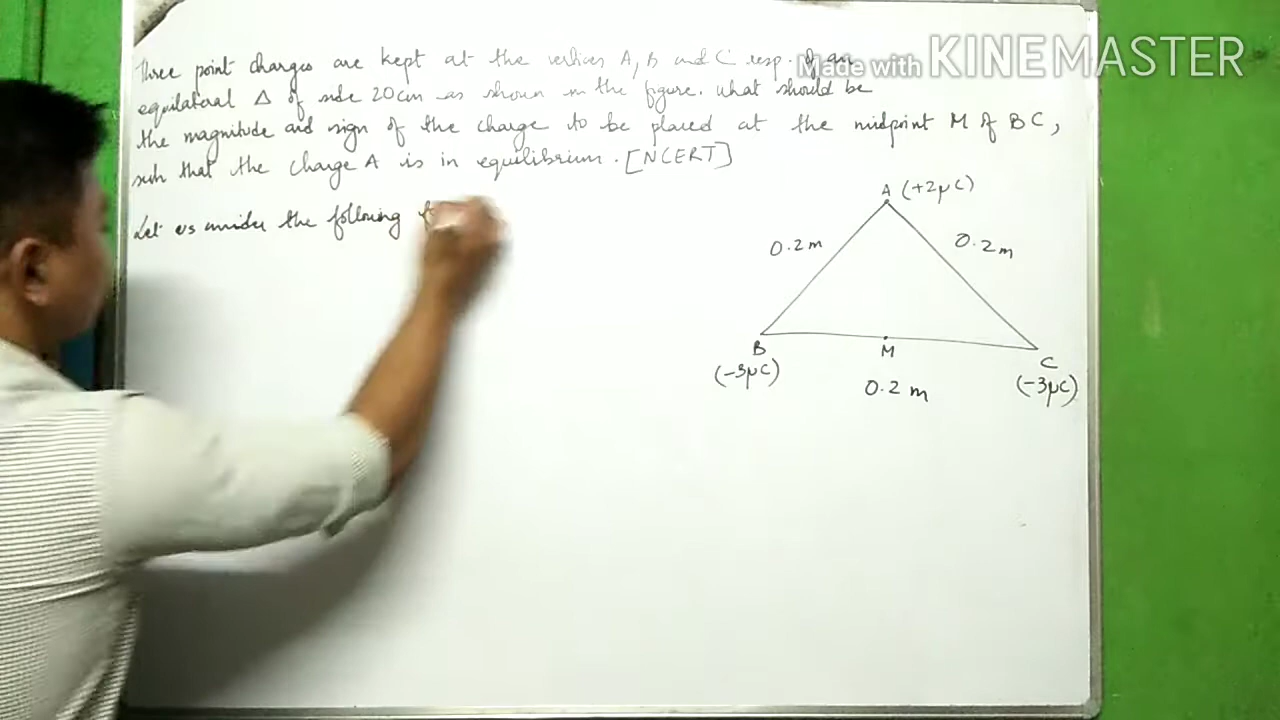 Three point charges are kept at the vertices A, B and C resp. of an
Made with KINEMASTER
equilateral Δ of side 20cm as shown in the figure. what should be
the magnitude and sign of the charge to be placed at the midpoint M of BC,
such that the charge A is in equilibrium. [NCERT]
Let us consider the following
A (+2μC)
0.2m
0.2m
B
M
C
(-3μC)
0.2 m
(-3μC)